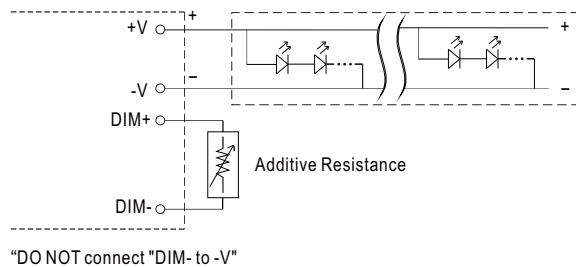 +V
+
+
-V
–
–
DIM+
Additive Resistance
DIM-
“DO NOT connect "DIM- to -V"